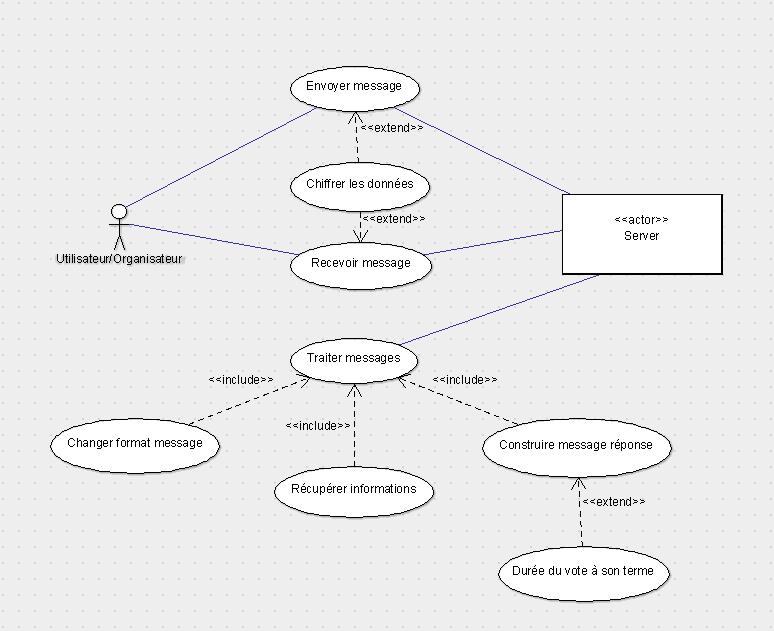 Envoyer message
<<extend>>
Chiffrer les données
<<extend>>
Recevoir message
Utilisateur/Organisateur
<<actor>>
Server
Traiter messages
<<include>>
<<include>>
<<include>>
Changer format message
Récupérer informations
Construire message réponse
<<extend>>
Durée du vote à son terme